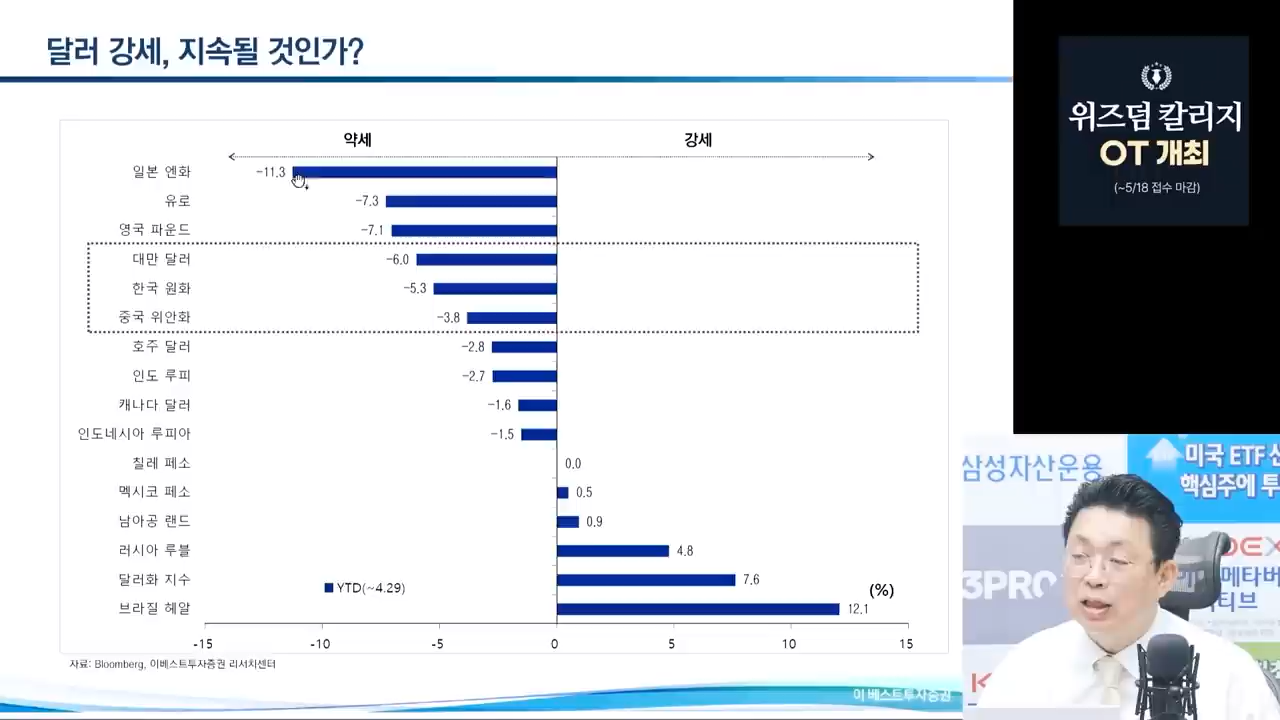 달러 강세, 지속될 것인가?
약세
강세
일본 엔화 -11.3
유로 -7.3
영국 파운드 -7.1
대만 달러 -6.0
한국 원화 -5.3
중국 위안화 -3.8
호주 달러 -2.8
인도 루피 -2.7
캐나다 달러 -1.6
인도네시아 루피아 -1.5
칠레 페소 0.0
멕시코 페소 0.5
남아공 랜드 0.9
러시아 루블 4.8
달러화 지수 7.6
브라질 헤알 12.1
YTD(~4.29)
(%)
-15 -10 -5 0 5 10 15
자료: Bloomberg, 이베스트투자증권 리서치센터
이베스트투자증권
위즈덤 칼리지
OT 개최
(~5/18 접수 마감)
삼성자산운용
미국 ETF
핵심주에 투
3PRO
메타버
티브